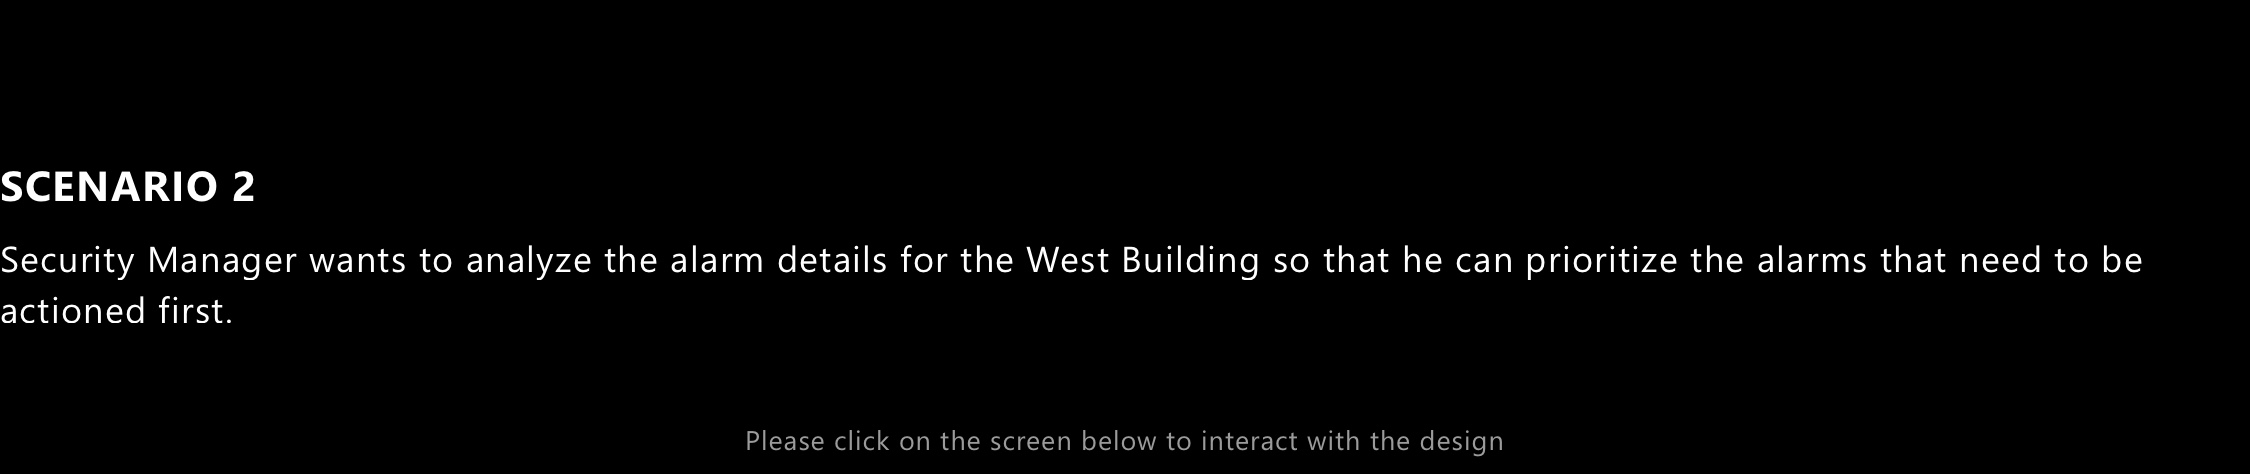 SCENARIO 2
Security Manager wants to analyze the alarm details for the West Building so that he can prioritize the alarms that need to be
actioned first.
Please click on the screen below to interact with the design